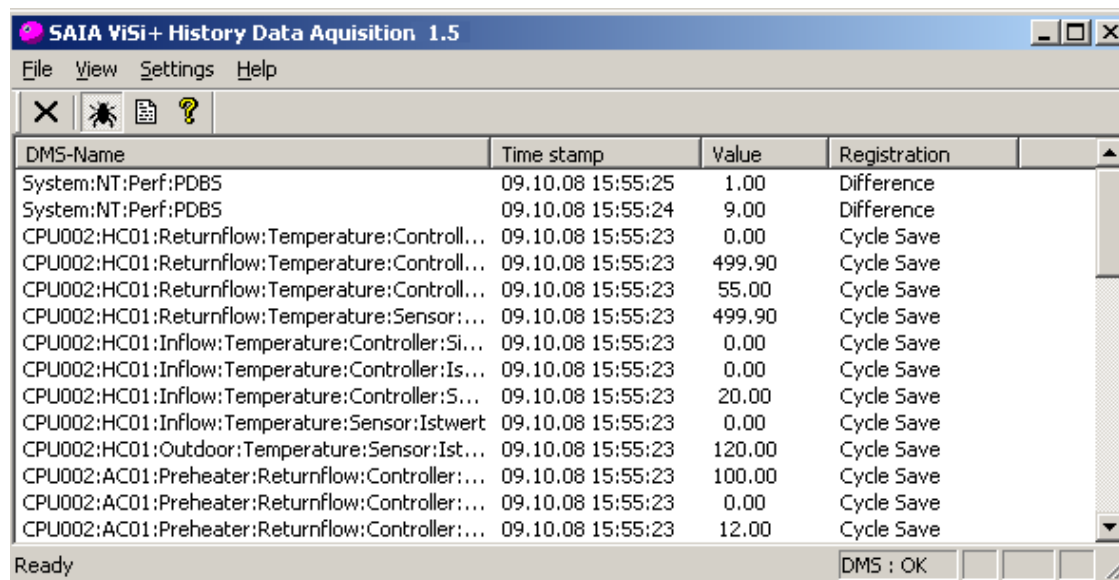 SAIA ViSi+ History Data Aquisition 1.5
File View Settings Help
DMS-Name Time stamp Value Registration
System:NT:Perf:PDBS 09.10.08 15:55:25 1.00 Difference
System:NT:Perf:PDBS 09.10.08 15:55:24 9.00 Difference
CPU002:HC01:Returnflow:Temperature:Controll... 09.10.08 15:55:23 0.00 Cycle Save
CPU002:HC01:Returnflow:Temperature:Controll... 09.10.08 15:55:23 499.90 Cycle Save
CPU002:HC01:Returnflow:Temperature:Controll... 09.10.08 15:55:23 55.00 Cycle Save
CPU002:HC01:Returnflow:Temperature:Sensor:... 09.10.08 15:55:23 499.90 Cycle Save
CPU002:HC01:Inflow:Temperature:Controller:Si... 09.10.08 15:55:23 0.00 Cycle Save
CPU002:HC01:Inflow:Temperature:Controller:Is... 09.10.08 15:55:23 0.00 Cycle Save
CPU002:HC01:Inflow:Temperature:Controller:S... 09.10.08 15:55:23 20.00 Cycle Save
CPU002:HC01:Inflow:Temperature:Sensor:Istwert 09.10.08 15:55:23 0.00 Cycle Save
CPU002:HC01:Outdoor:Temperature:Sensor:Ist... 09.10.08 15:55:23 120.00 Cycle Save
CPU002:AC01:Preheater:Returnflow:Controller:... 09.10.08 15:55:23 100.00 Cycle Save
CPU002:AC01:Preheater:Returnflow:Controller:... 09.10.08 15:55:23 0.00 Cycle Save
CPU002:AC01:Preheater:Returnflow:Controller:... 09.10.08 15:55:23 12.00 Cycle Save
Ready DMS : OK